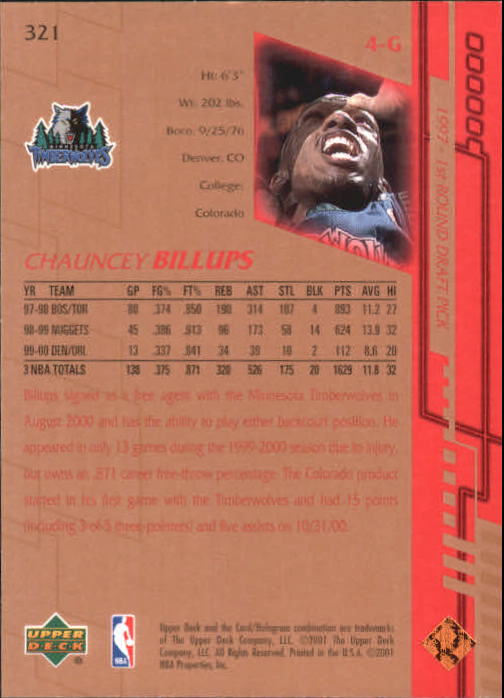 321
4-G
Ht: 6'3"
Wt: 202 lbs.
Born: 9/25/76
Denver, CO
College:
Colorado
MINNESOTA
TIMBERWOLVES
1997 - 1st ROUND DRAFT PICK
CHAUNCEY BILLUPS
YR TEAM GP FG% FT% REB AST STL BLK PTS AVG HI
97-98 BOS/TOR 80 .374 .850 190 314 107 4 893 11.2 27
98-99 NUGGETS 45 .386 .913 96 173 58 14 624 13.9 32
99-00 DEN/ORL 13 .337 .841 34 39 10 2 112 8.6 20
3 NBA TOTALS 138 .375 .871 320 526 175 20 1629 11.8 32
Billups signed as a free agent with the Minnesota Timberwolves in
August 2000 and has the ability to play either backcourt position. He
appeared in only 13 games during the 1999-2000 season due to injury,
but owns an .871 career free-throw percentage. The Colorado product
started in his first game with the Timberwolves and had 15 points
(including 3 of 5 three-pointers) and five assists on 10/31/00.
UPPER
DECK
NBA
Upper Deck and the Card/Hologram combination are trademarks
of The Upper Deck Company, LLC. ©2001 The Upper Deck
Company, LLC. All Rights Reserved. Printed in the U.S.A. ©2001
NBA Properties, Inc.